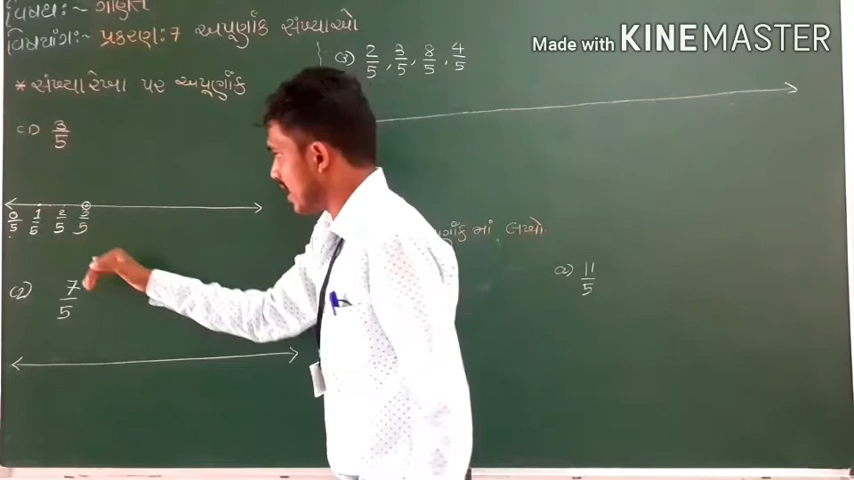 વિષય:~ ગણિત
વિષયાંગ:~ પ્રકરણ:7 અપૂર્ણાંક સંખ્યાઓ
* સંખ્યારેખા પર અપૂર્ણાંક
(1) 3/5
0/5 1/5 2/5 3/5
(2) 7/5
(3) 2/5, 3/5, 8/5, 4/5
માં લખો
11/5
Made with KINEMASTER